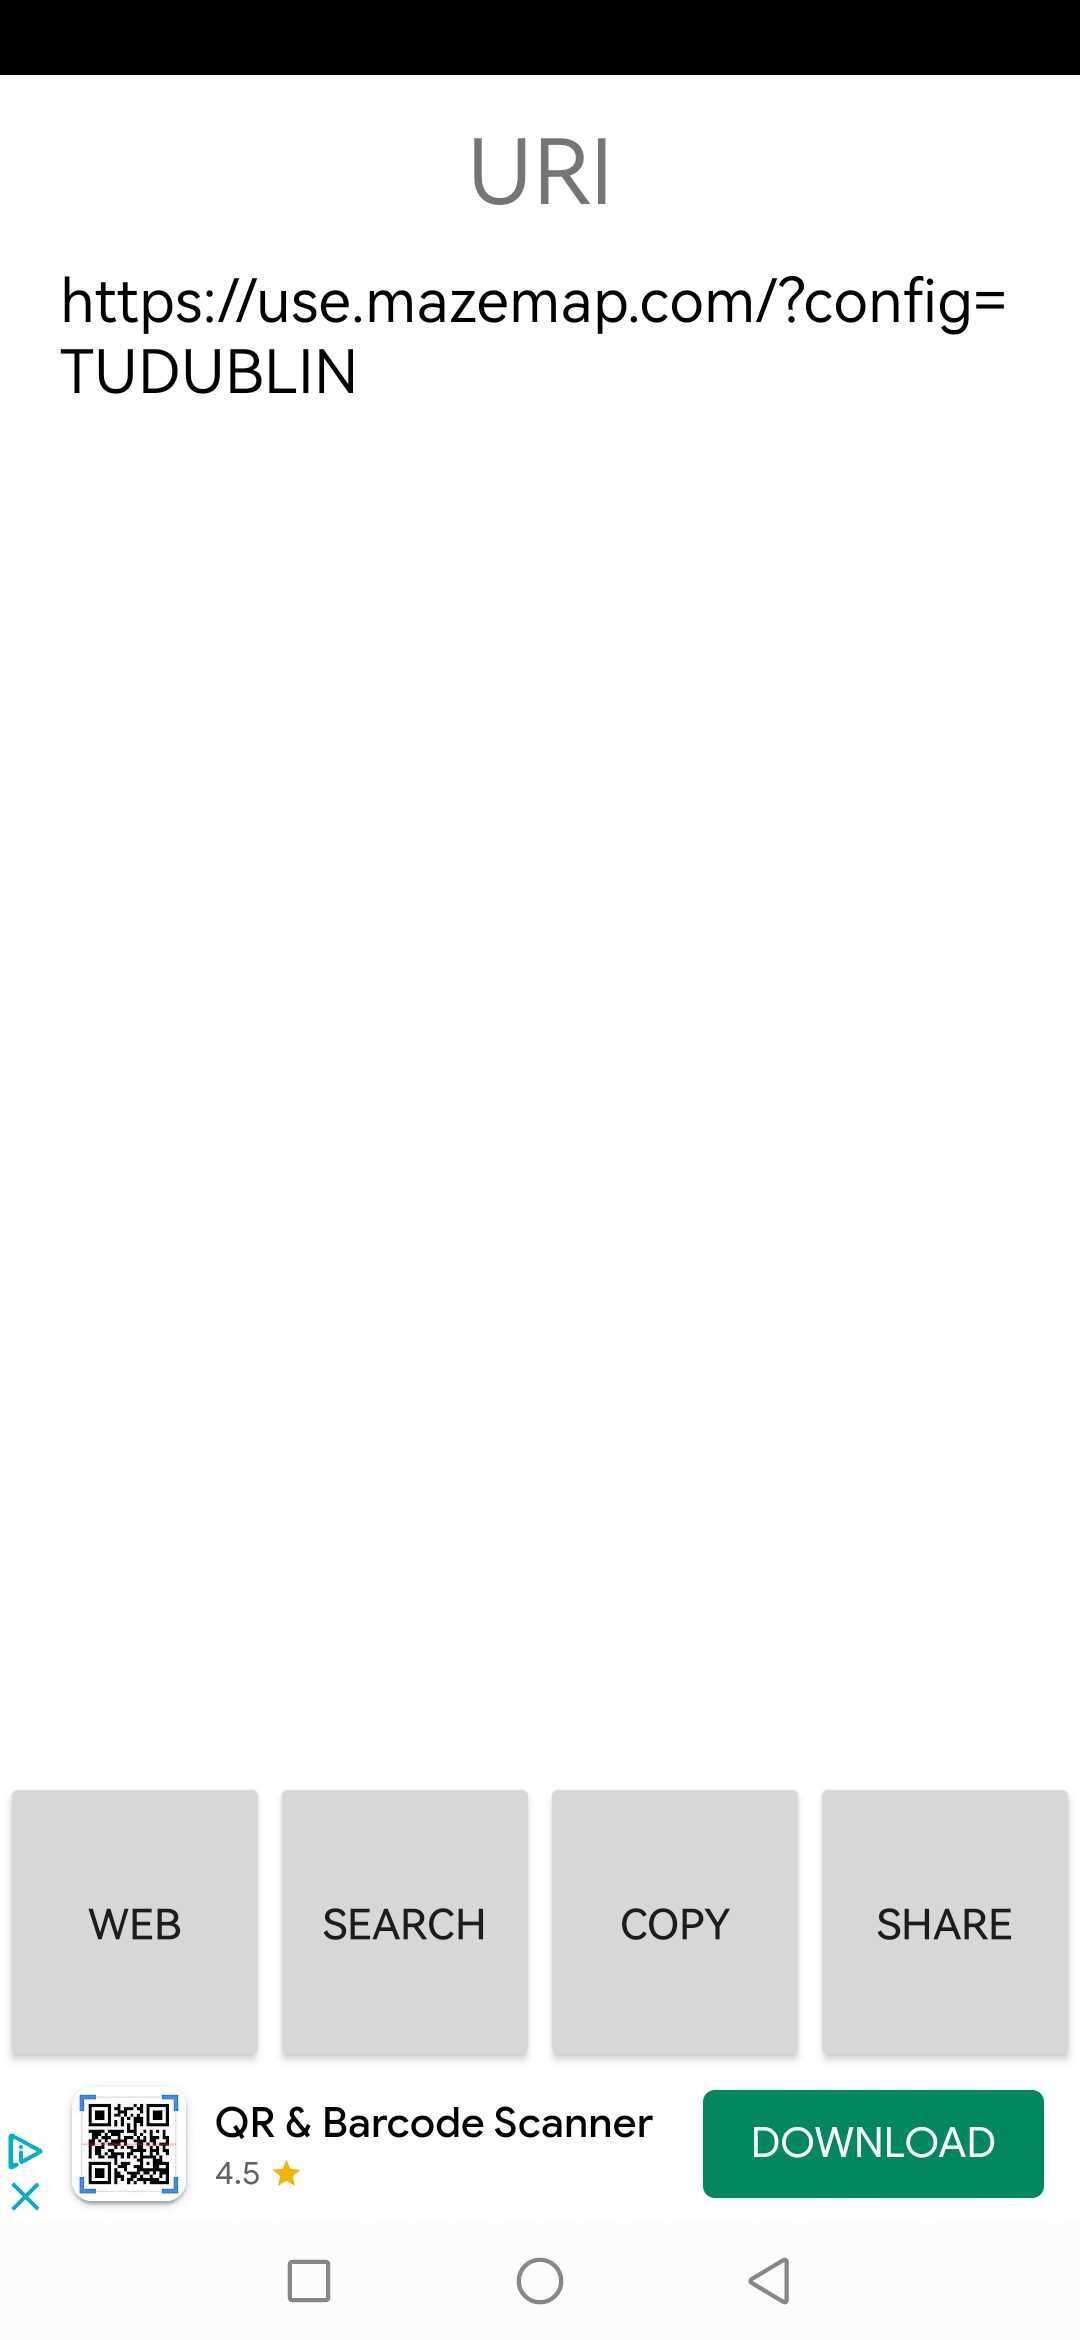 URI
https://use.mazemap.com/?config=
TUDUBLIN
WEB
SEARCH
COPY
SHARE
QR & Barcode Scanner
4.5
DOWNLOAD